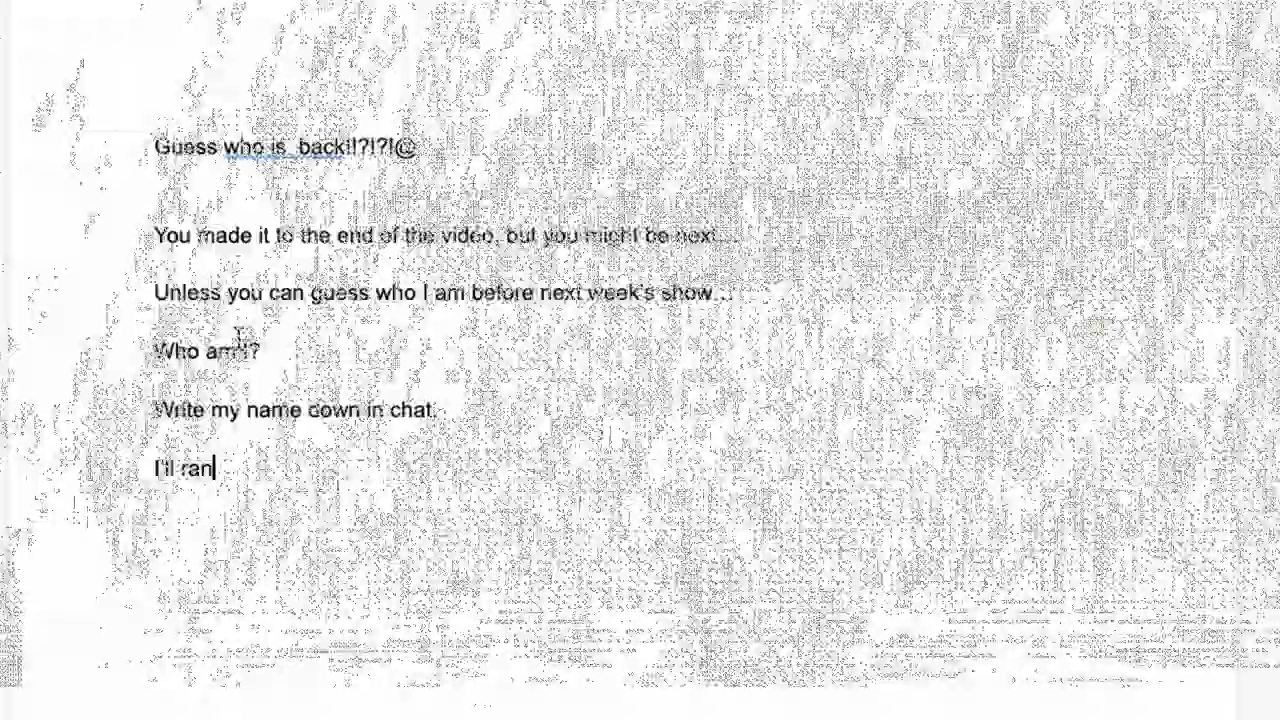 Guess who is  back!!?!?!@
You made it to the end of the video, but you might be next...
Unless you can guess who I am before next week's show...
Who am I?
Write my name down in chat.
I'll ran